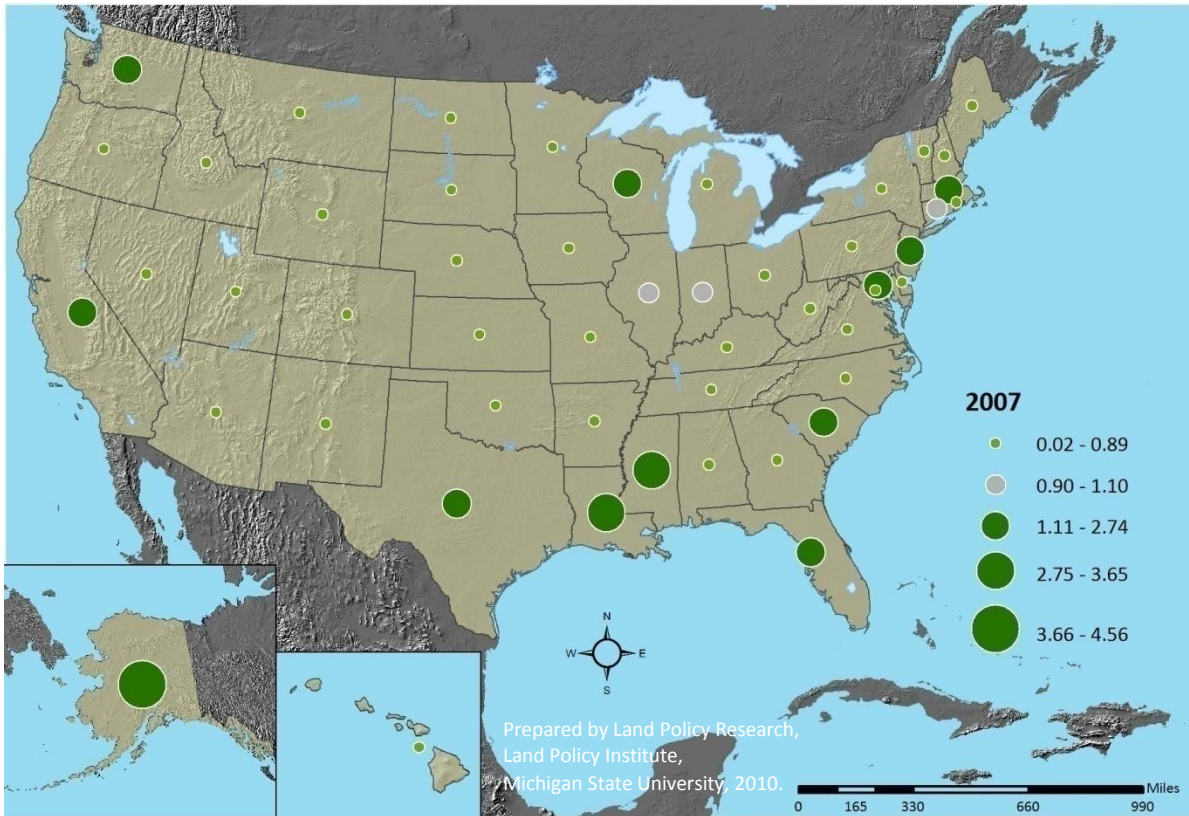 2007
0.02 - 0.89
0.90 - 1.10
1.11 - 2.74
2.75 - 3.65
3.66 - 4.56
N
W E
S
Prepared by Land Policy Research,
Land Policy Institute,
Michigan State University, 2010.
Miles
0 165 330 660 990